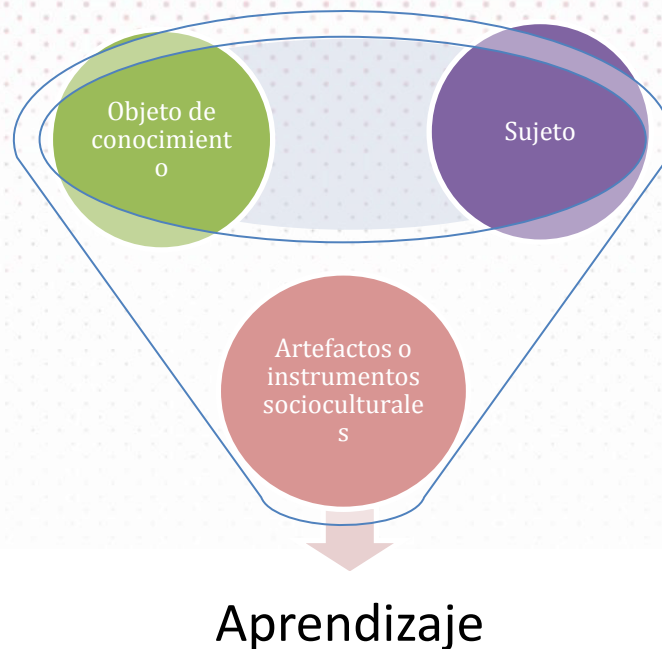 Objeto de
conocimient
o
Sujeto
Artefactos o
instrumentos
socioculturale
s
Aprendizaje